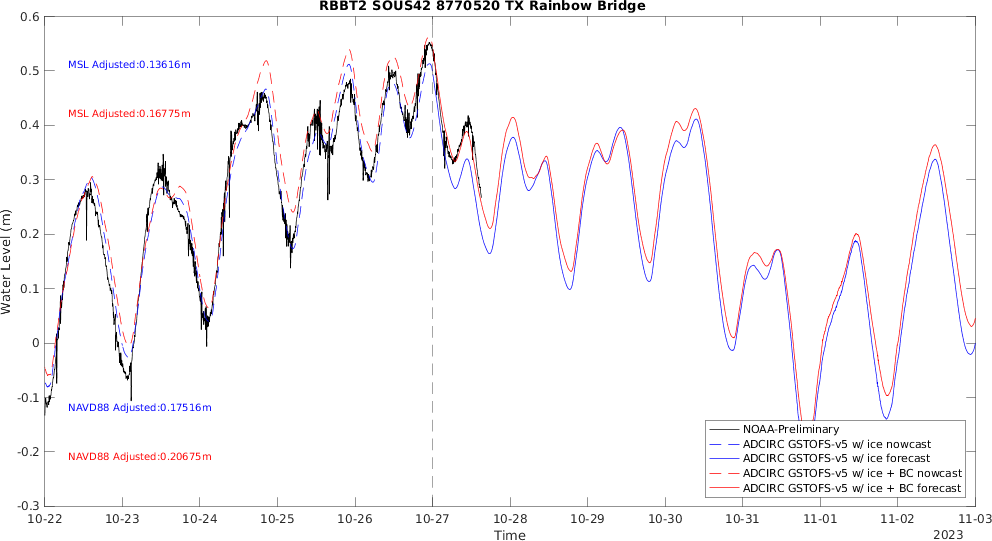 RBBT2 SOUS42 8770520 TX Rainbow Bridge
0.6
0.5
0.4
0.3
0.2
0.1
0
-0.1
-0.2
-0.3
Water Level (m)
MSL Adjusted:0.13616m
MSL Adjusted:0.16775m
NAVD88 Adjusted:0.17516m
NAVD88 Adjusted:0.20675m
NOAA-Preliminary
ADCIRC GSTOFS-v5 w/ ice nowcast
ADCIRC GSTOFS-v5 w/ ice forecast
ADCIRC GSTOFS-v5 w/ ice + BC nowcast
ADCIRC GSTOFS-v5 w/ ice + BC forecast
10-22 10-23 10-24 10-25 10-26 10-27 10-28 10-29 10-30 10-31 11-01 11-02 11-03
Time
2023